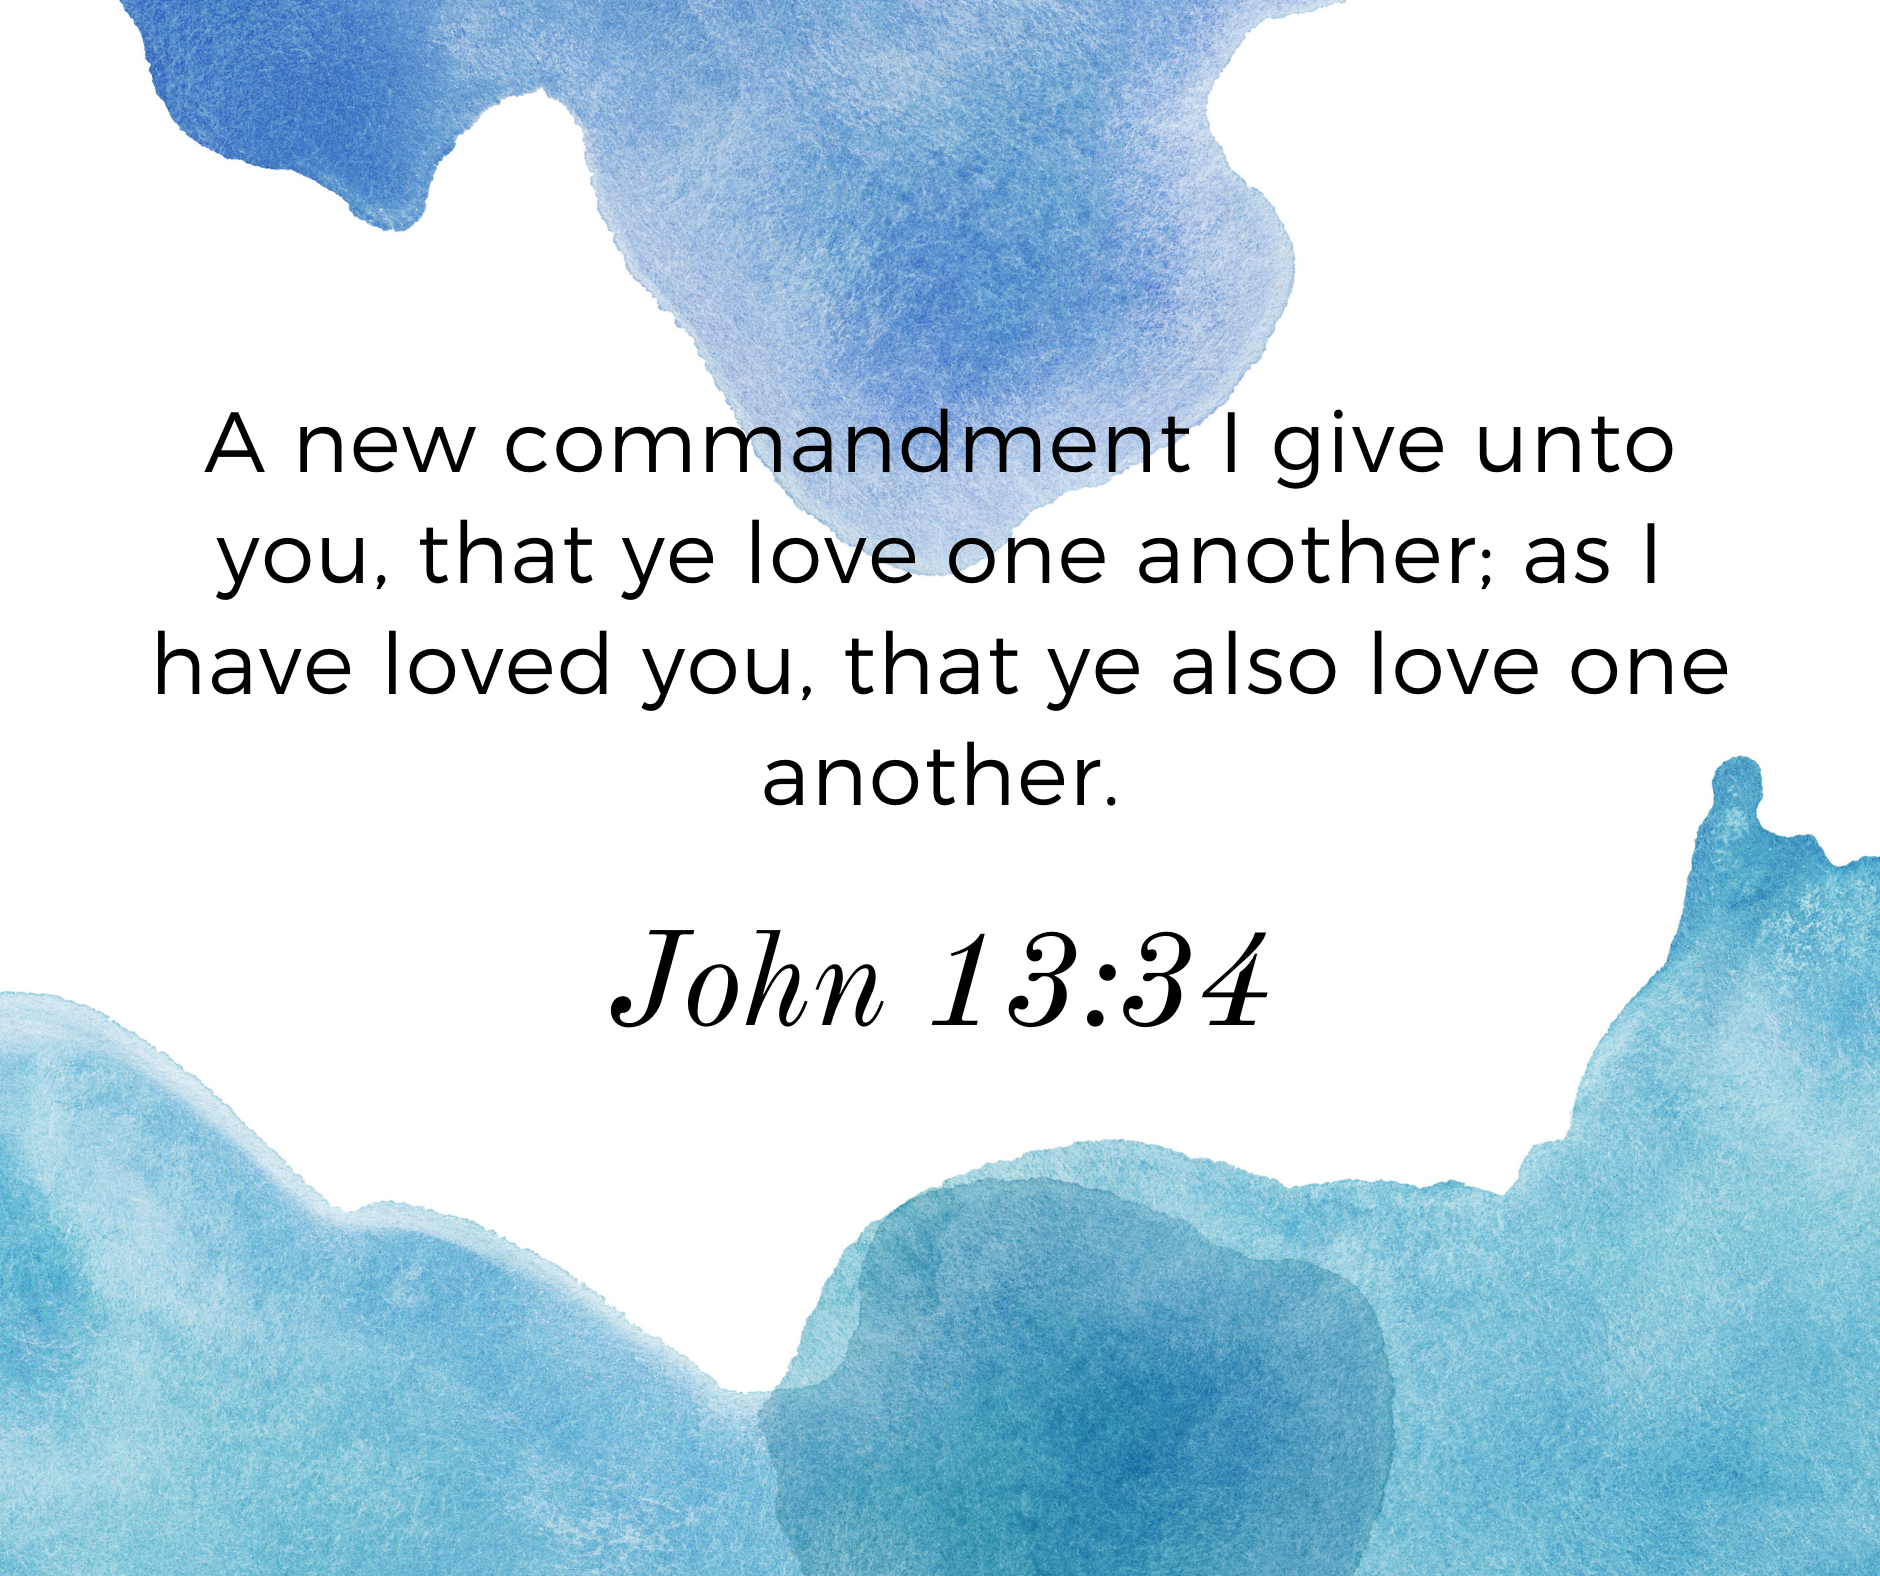 A new commandment I give unto
you, that ye love one another; as I
have loved you, that ye also love one
another.
John 13:34